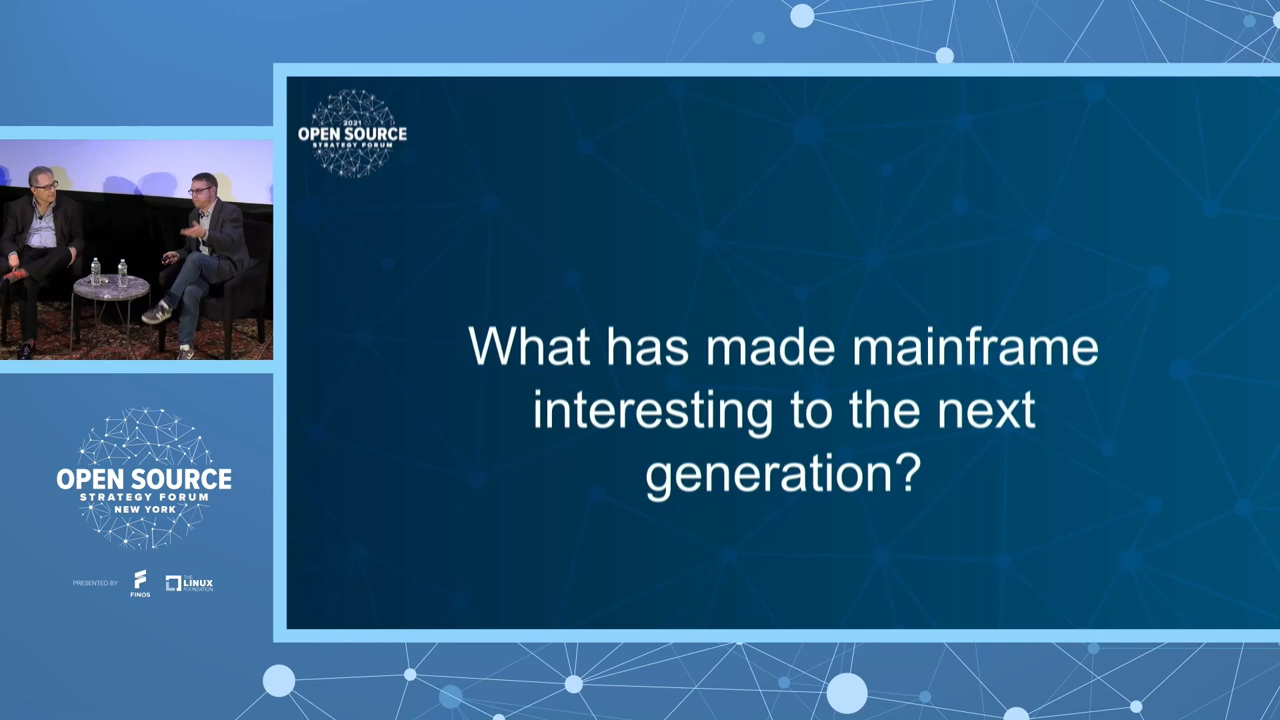 2021
OPEN SOURCE
STRATEGY FORUM
What has made mainframe
interesting to the next
generation?
OPEN SOURCE
STRATEGY FORUM
NEW YORK
PRESENTED BY
FINOS
THE
LINUX
FOUNDATION